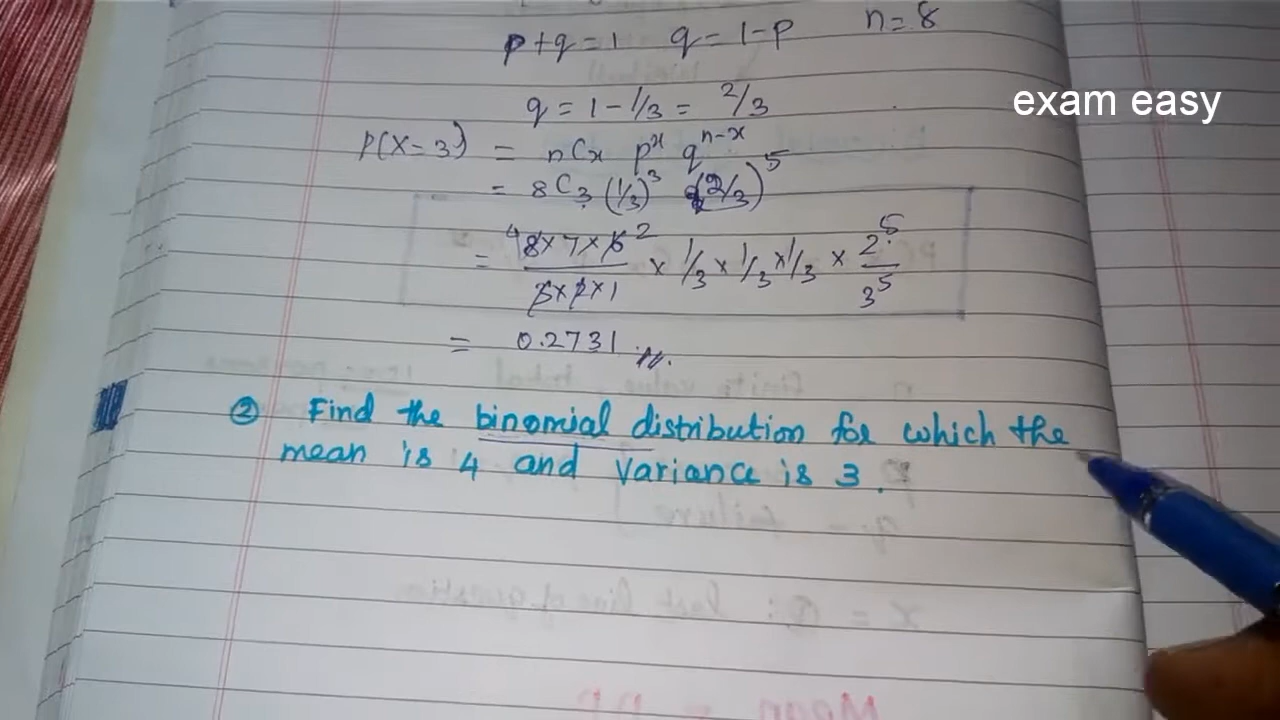 p+q=1 q=1-p n=8
exam easy
q = 1 - 1/3 = 2/3
P(X=3) = nCx p^x q^n-x
= 8C3 (1/3)^3 (2/3)^5
= 8×7×6 / 3×2×1 × 1/3 × 1/3 × 1/3 × 2^5 / 3^5
= 0.2731
② Find the binomial distribution for which the
mean is 4 and variance is 3.